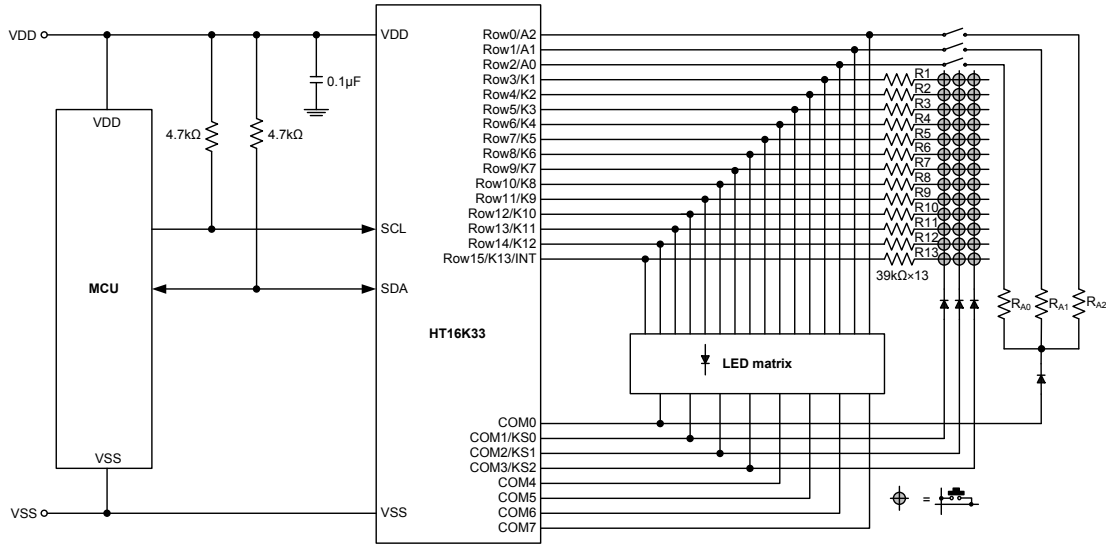 VDD
VDD
4.7kΩ
4.7kΩ
0.1μF
MCU
VSS
VSS
VDD
SCL
SDA
HT16K33
VSS
Row0/A2
Row1/A1
Row2/A0
Row3/K1
Row4/K2
Row5/K3
Row6/K4
Row7/K5
Row8/K6
Row9/K7
Row10/K8
Row11/K9
Row12/K10
Row13/K11
Row14/K12
Row15/K13/INT
COM0
COM1/KS0
COM2/KS1
COM3/KS2
COM4
COM5
COM6
COM7
R1
R2
R3
R4
R5
R6
R7
R8
R9
R10
R11
R12
R13
39kΩ×13
LED matrix
RA0
RA1
RA2
=